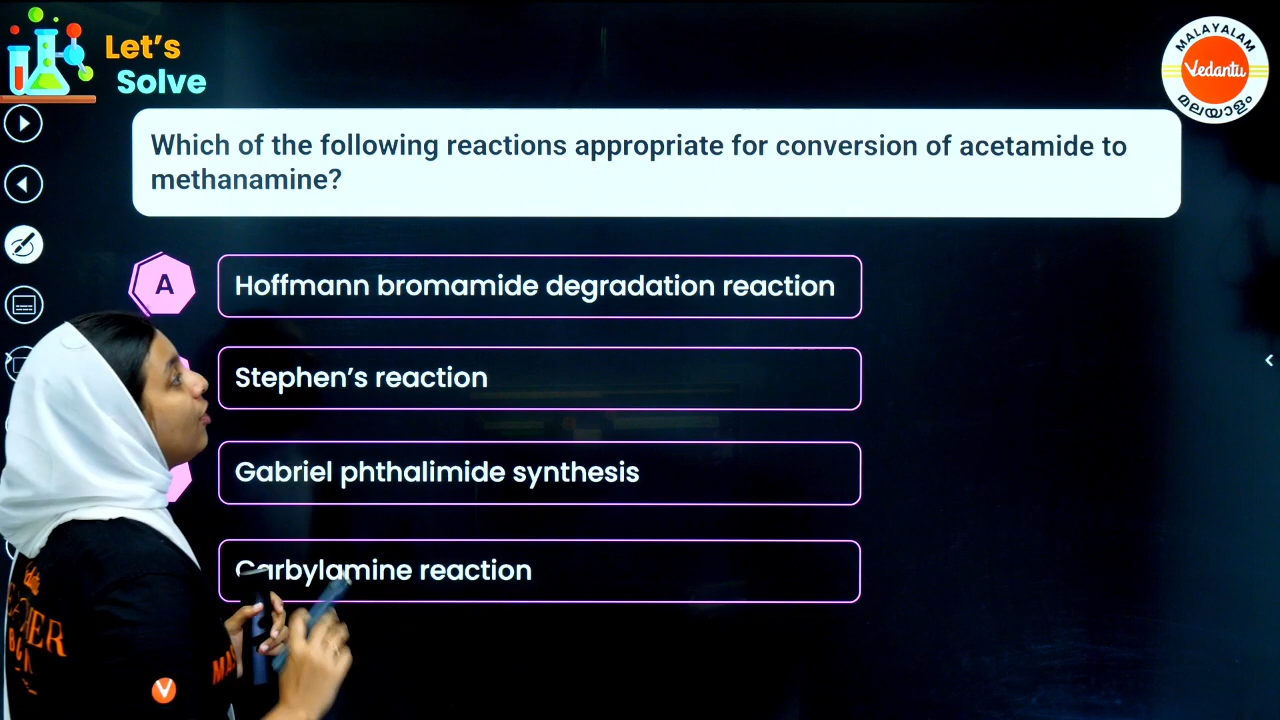 Let's
Solve
MALAYALAM
Vedantu
മലയാളം
Which of the following reactions appropriate for conversion of acetamide to
methanamine?
A
Hoffmann bromamide degradation reaction
Stephen's reaction
Gabriel phthalimide synthesis
Carbylamine reaction
V